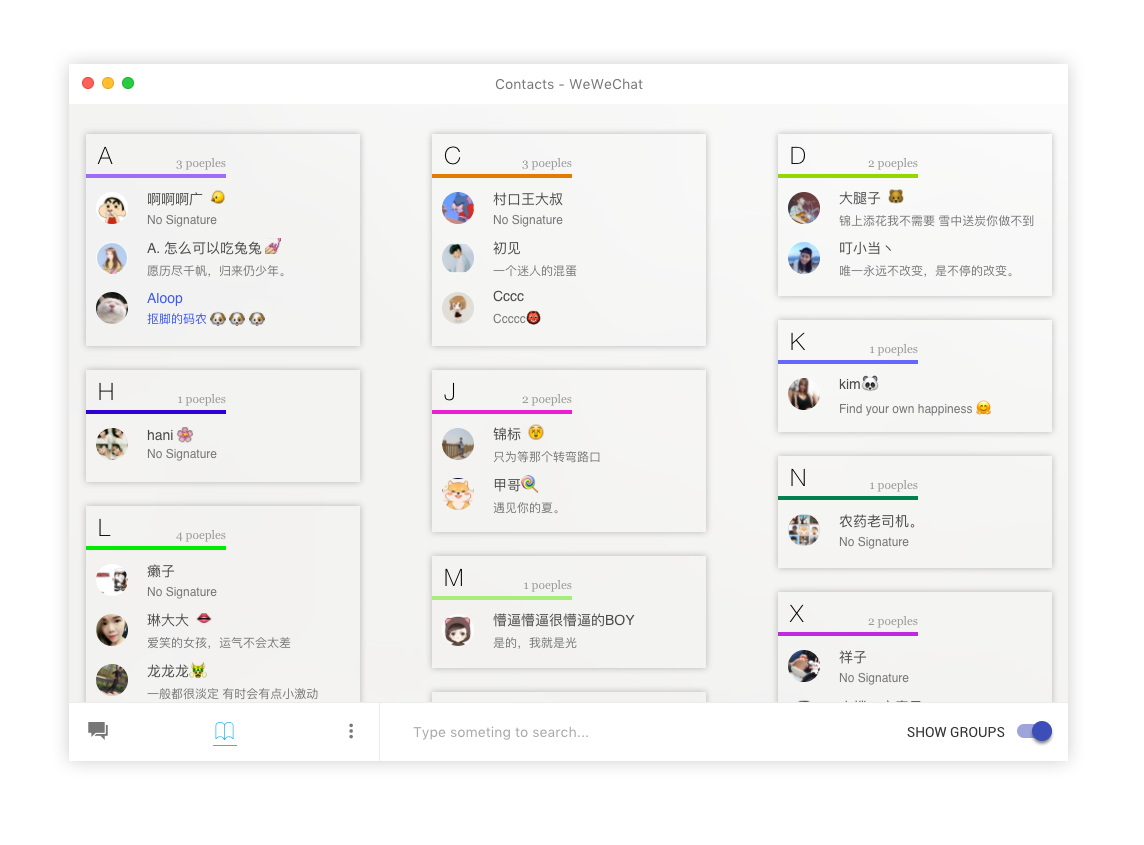 Contacts - WeWeChat
A
3 poeples
啊啊啊广
No Signature
A. 怎么可以吃兔兔💅
愿历尽千帆，归来仍少年。
Aloop
抠脚的码农🐶🐶🐶
H
1 poeples
hani🌸
No Signature
L
4 poeples
癞子
No Signature
琳大大 💋
爱笑的女孩，运气不会太差
龙龙龙🐲
一般都很淡定 有时会有点小激动
C
3 poeples
村口王大叔
No Signature
初见
一个迷人的混蛋
Cccc
Ccccc👹
J
2 poeples
锦标 😲
只为等那个转弯路口
甲哥🍭
遇见你的夏。
M
1 poeples
懵逼懵逼很懵逼的BOY
是的，我就是光
D
2 poeples
大腿子 🐻
锦上添花我不需要 雪中送炭你做不到
叮小当丶
唯一永远不改变，是不停的改变。
K
1 poeples
kim🐼
Find your own happiness 🤗
N
1 poeples
农药老司机。
No Signature
X
2 poeples
祥子
No Signature
Type someting to search...
SHOW GROUPS